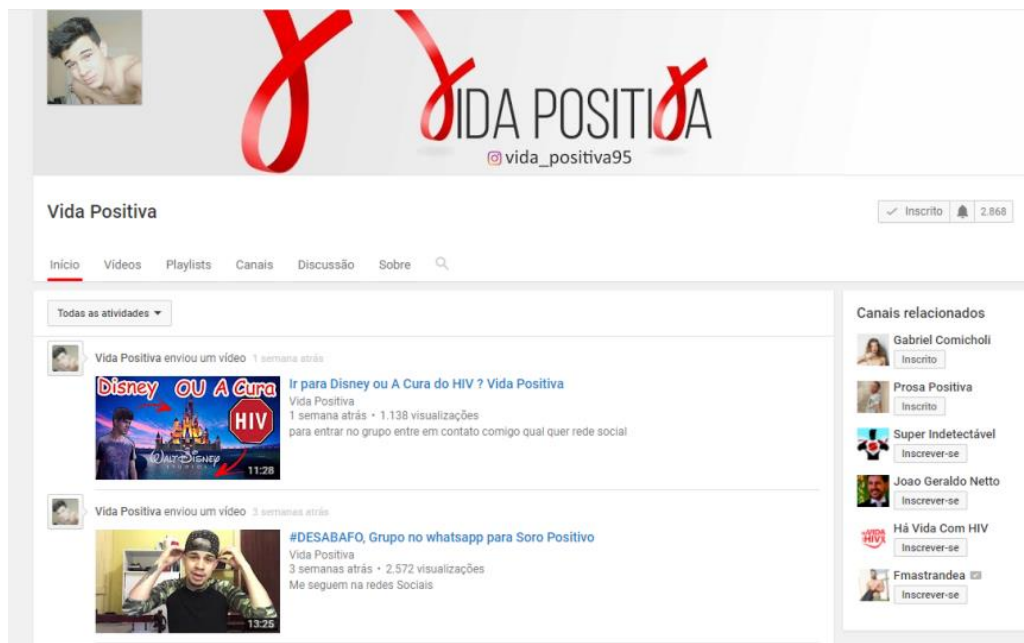 VIDA POSITIVA
vida_positiva95
Vida Positiva
Inscrito 2.868
Início Vídeos Playlists Canais Discussão Sobre
Todas as atividades
Vida Positiva enviou um vídeo 1 semana atrás
Disney OU A Cura
HIV
WALT DISNEY
11:28
Ir para Disney ou A Cura do HIV ? Vida Positiva
Vida Positiva
1 semana atrás • 1.138 visualizações
para entrar no grupo entre em contato comigo qual quer rede social
Vida Positiva enviou um vídeo 3 semanas atrás
13:25
#DESABAFO, Grupo no whatsapp para Soro Positivo
Vida Positiva
3 semanas atrás • 2.572 visualizações
Me seguem na redes Sociais
Canais relacionados
Gabriel Comicholi
Inscrito
Prosa Positiva
Inscrito
Super Indetectável
Inscrever-se
Joao Geraldo Netto
Inscrever-se
Há Vida Com HIV
Inscrever-se
Fmastrandea
Inscrever-se